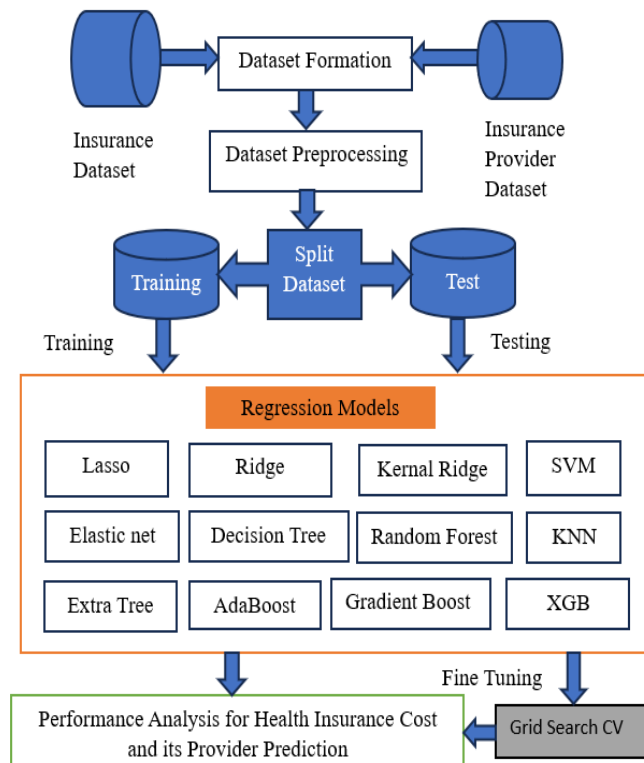 Dataset Formation
Insurance
Dataset
Insurance
Provider
Dataset
Dataset Preprocessing
Training
Split
Dataset
Test
Training
Testing
Regression Models
Lasso
Ridge
Kernal Ridge
SVM
Elastic net
Decision Tree
Random Forest
KNN
Extra Tree
AdaBoost
Gradient Boost
XGB
Fine Tuning
Performance Analysis for Health Insurance Cost
and its Provider Prediction
Grid Search CV